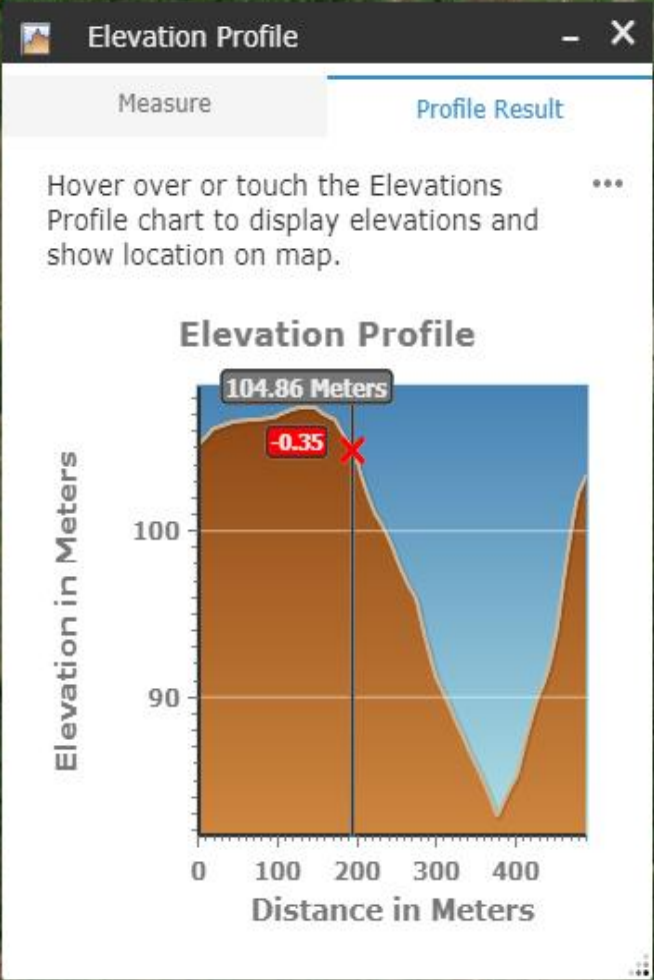 Elevation Profile
Measure
Profile Result
Hover over or touch the Elevations
Profile chart to display elevations and
show location on map.
Elevation Profile
104.86 Meters
-0.35
Elevation in Meters
100
90
0 100 200 300 400
Distance in Meters